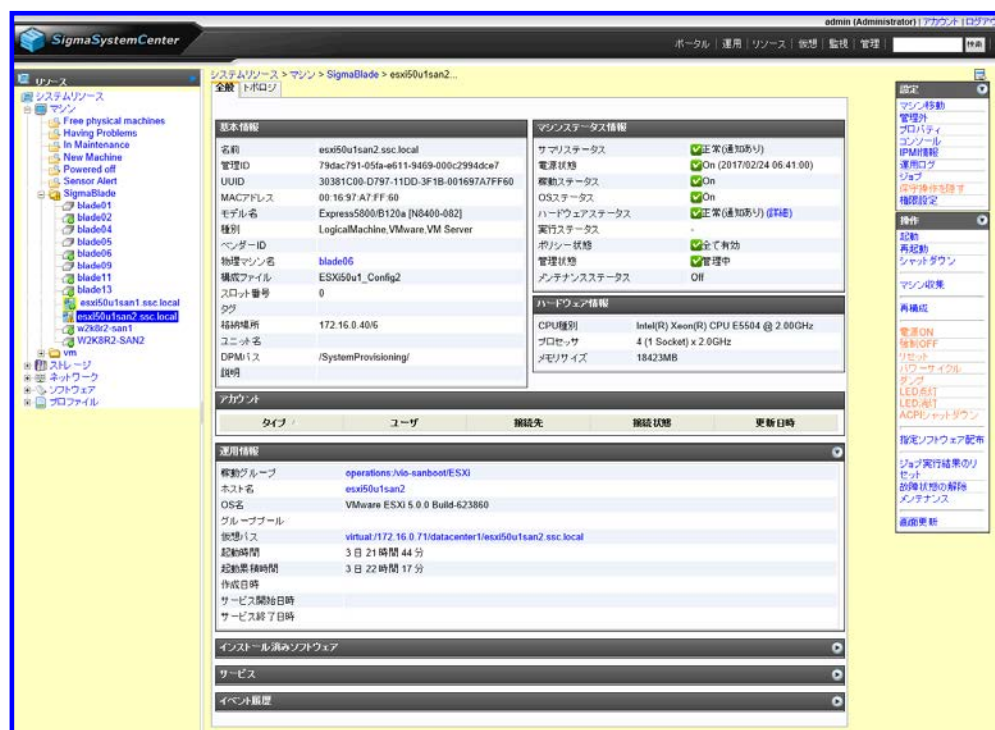 admin (Administrator) | アカウント | ログアウ
SigmaSystemCenter
ポータル | 運用 | リソース | 仮想 | 監視 | 管理 | 検索
リソース
システムリソース
マシン
Free physical machines
Having Problems
In Maintenance
New Machine
Powered off
Sensor Alert
SigmaBlade
blade01
blade02
blade04
blade05
blade06
blade09
blade11
blade13
esxi50u1san1.ssc.local
esxi50u1san2.ssc.local
w2k8r2-san1
W2K8R2-SAN2
vm
ストレージ
ネットワーク
ソフトウェア
プロファイル
システムリソース > マシン > SigmaBlade > esxi50u1san2...
全般 トポロジ
基本情報
名前 esxi50u1san2.ssc.local
管理ID 79dac791-05fa-e611-9469-000c2994dce7
UUID 30381C00-D797-11DD-3F1B-001697A7FF60
MACアドレス 00:16:97:A7:FF:60
モデル名 Express5800/B120a [N8400-082]
種別 LogicalMachine,VMware,VM Server
ベンダーID
物理マシン名 blade06
構成ファイル ESXi50u1_Config2
スロット番号 0
タグ
格納場所 172.16.0.40/6
ユニット名
DPMパス /SystemProvisioning/
説明
マシンステータス情報
サマリステータス 正常(通知あり)
電源状態 On (2017/02/24 06:41:00)
稼動ステータス On
OSステータス On
ハードウェアステータス 正常(通知あり) (詳細)
実行ステータス -
ポリシー状態 全て有効
管理状態 管理中
メンテナンスステータス Off
ハードウェア情報
CPU種別 Intel(R) Xeon(R) CPU E5504 @ 2.00GHz
プロセッサ 4 (1 Socket) x 2.0GHz
メモリサイズ 18423MB
アカウント
タイプ / ユーザ 接続先 接続状態 更新日時
運用情報
稼動グループ operations:/vio-sanboot/ESXi
ホスト名 esxi50u1san2
OS名 VMware ESXi 5.0.0 Build-623860
グループプール
仮想パス virtual:/172.16.0.71/datacenter1/esxi50u1san2.ssc.local
起動時間 3 日 21 時間 44 分
起動累積時間 3 日 22 時間 17 分
作成日時
サービス開始日時
サービス終了日時
インストール済みソフトウェア
サービス
イベント履歴
設定
マシン移動
管理外
プロパティ
コンソール
IPMI情報
運用ログ
ジョブ
保守操作を隠す
権限設定
操作
起動
再起動
シャットダウン
マシン収集
再構成
電源ON
強制OFF
リセット
パワーサイクル
ダンプ
LED点灯
LED消灯
ACPIシャットダウン
指定ソフトウェア配布
ジョブ実行結果のリ
セット
故障状態の解除
メンテナンス
画面更新